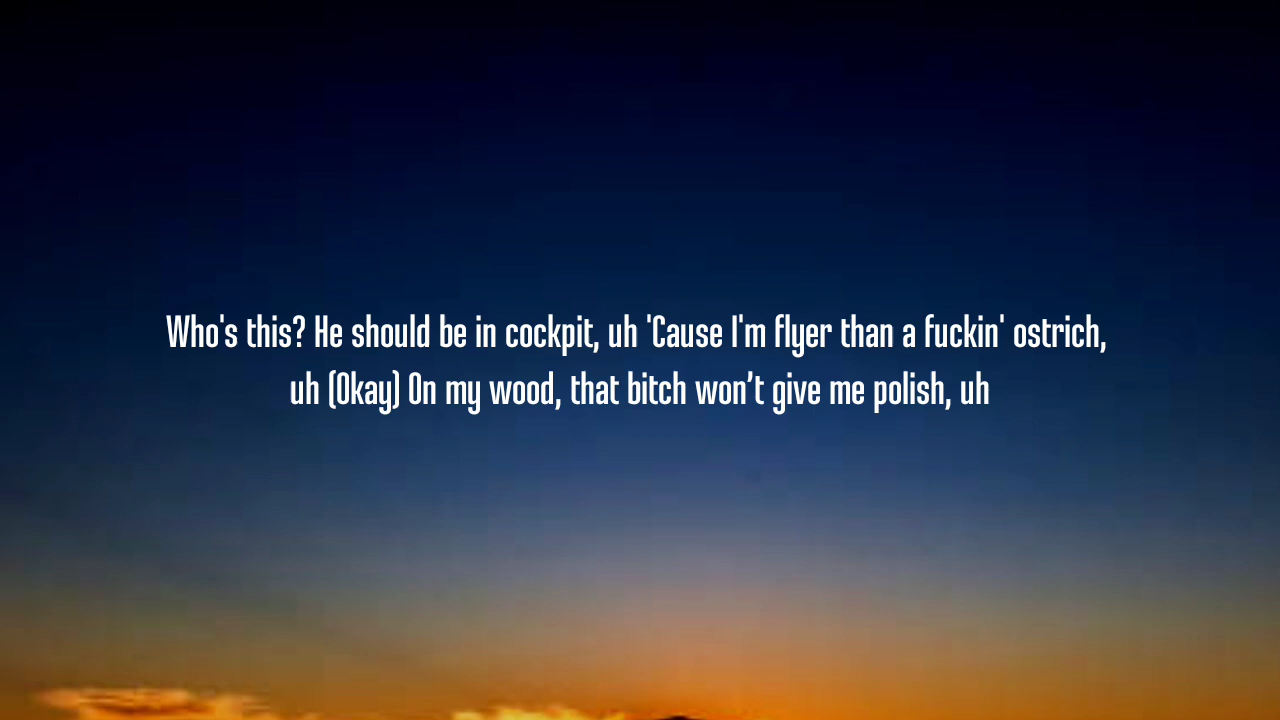 Who's this? He should be in cockpit, uh 'Cause I'm flyer than a fuckin' ostrich,
uh (Okay) On my wood, that bitch won’t give me polish, uh